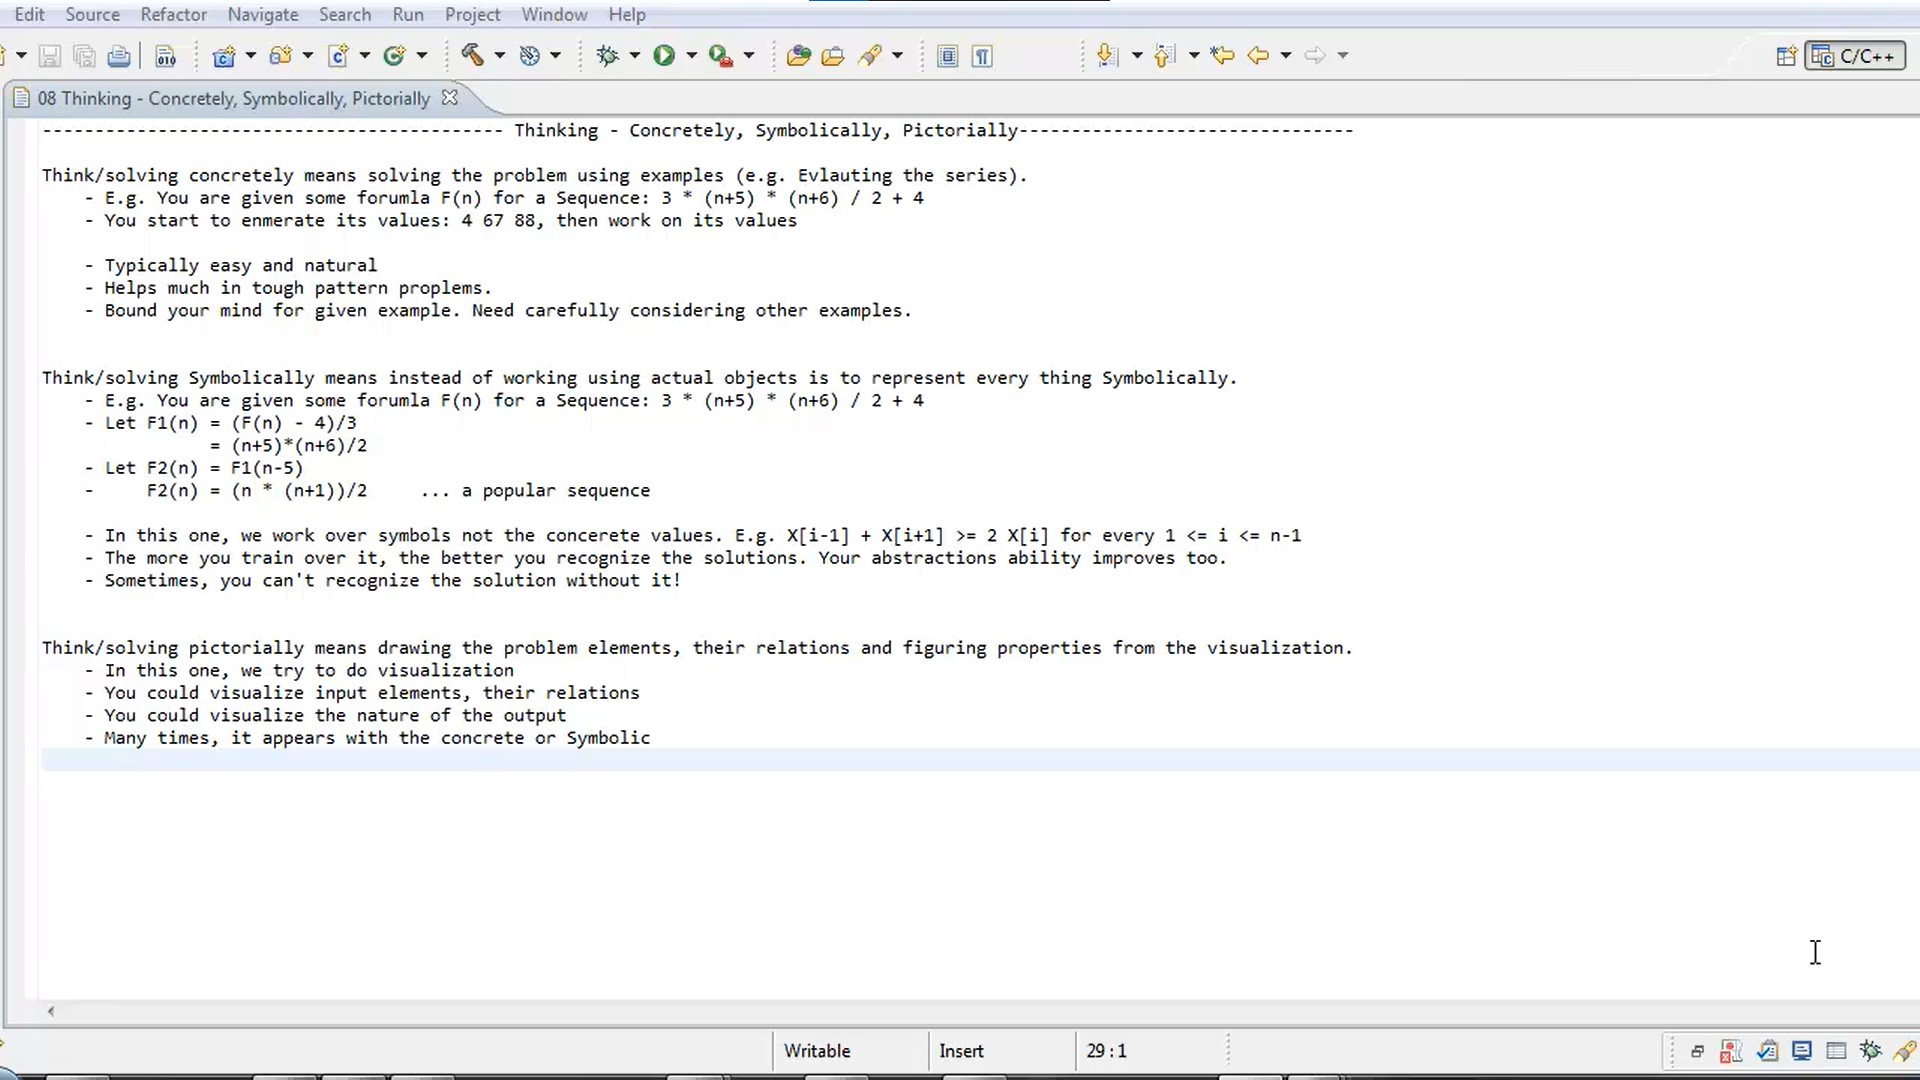 Edit Source Refactor Navigate Search Run Project Window Help
010
C/C++
08 Thinking - Concretely, Symbolically, Pictorially
-------------------------------------------- Thinking - Concretely, Symbolically, Pictorially--------------------------------
Think/solving concretely means solving the problem using examples (e.g. Evlauting the series).
- E.g. You are given some forumla F(n) for a Sequence: 3 * (n+5) * (n+6) / 2 + 4
- You start to enmerate its values: 4 67 88, then work on its values
- Typically easy and natural
- Helps much in tough pattern proplems.
- Bound your mind for given example. Need carefully considering other examples.
Think/solving Symbolically means instead of working using actual objects is to represent every thing Symbolically.
- E.g. You are given some forumla F(n) for a Sequence: 3 * (n+5) * (n+6) / 2 + 4
- Let F1(n) = (F(n) - 4)/3
= (n+5)*(n+6)/2
- Let F2(n) = F1(n-5)
- F2(n) = (n * (n+1))/2 ... a popular sequence
- In this one, we work over symbols not the concerete values. E.g. X[i-1] + X[i+1] >= 2 X[i] for every 1 <= i <= n-1
- The more you train over it, the better you recognize the solutions. Your abstractions ability improves too.
- Sometimes, you can't recognize the solution without it!
Think/solving pictorially means drawing the problem elements, their relations and figuring properties from the visualization.
- In this one, we try to do visualization
- You could visualize input elements, their relations
- You could visualize the nature of the output
- Many times, it appears with the concrete or Symbolic
Writable Insert 29 : 1